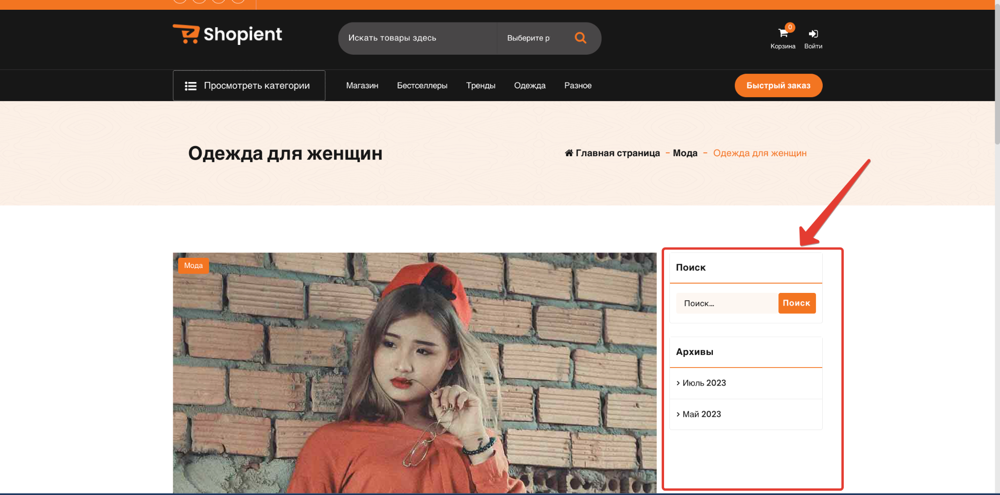 Shopient
Искать товары здесь
Выберите р
0
Корзина
Войти
Просмотреть категории
Магазин
Бестселлеры
Тренды
Одежда
Разное
Быстрый заказ
Одежда для женщин
Главная страница - Мода - Одежда для женщин
Мода
Поиск
Поиск...
Поиск
Архивы
Июль 2023
Май 2023